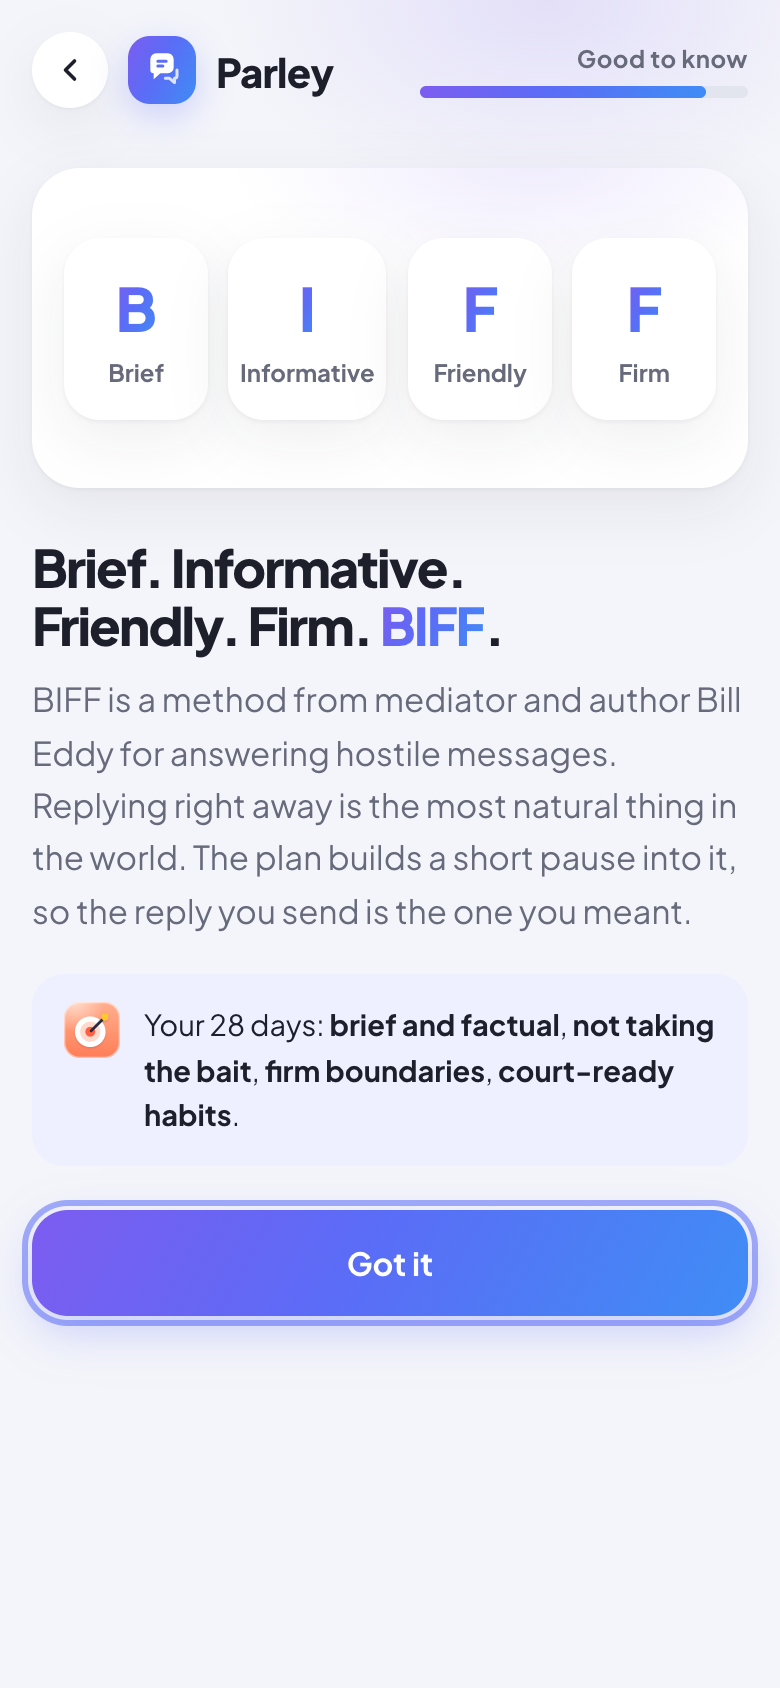 Parley
Good to know
B
Brief
I
Informative
F
Friendly
F
Firm
Brief. Informative.
Friendly. Firm. BIFF.
BIFF is a method from mediator and author Bill
Eddy for answering hostile messages.
Replying right away is the most natural thing in
the world. The plan builds a short pause into it,
so the reply you send is the one you meant.
Your 28 days: brief and factual, not taking
the bait, firm boundaries, court-ready
habits.
Got it